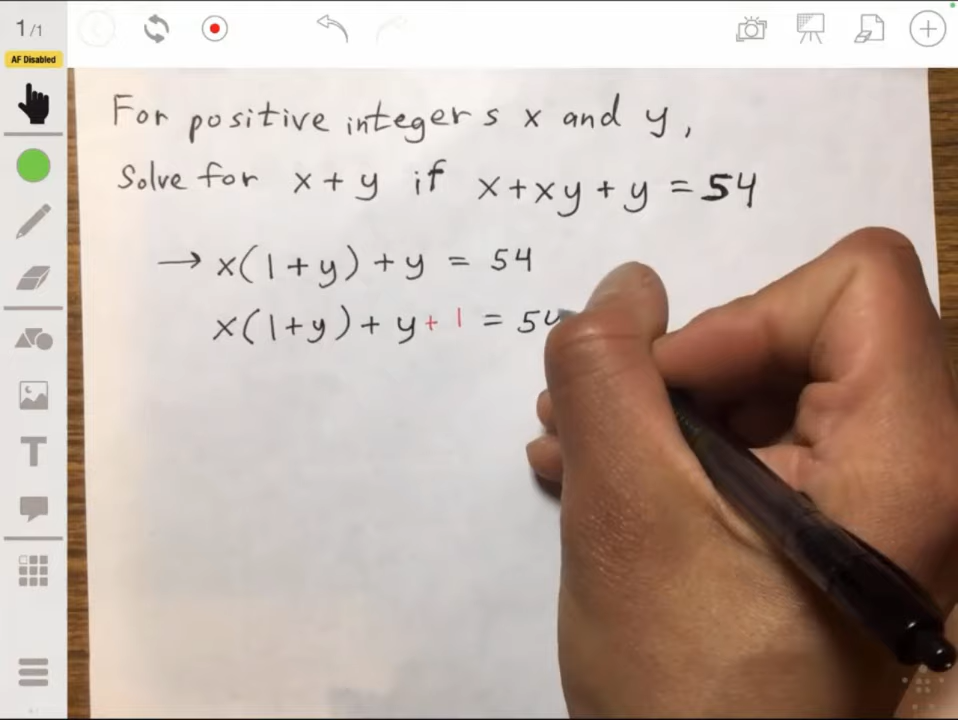 1/1
AF Disabled
For positive integers x and y,
Solve for x + y if x + xy + y = 54
→ x(1 + y) + y = 54
x(1+y) + y + 1 = 54
T